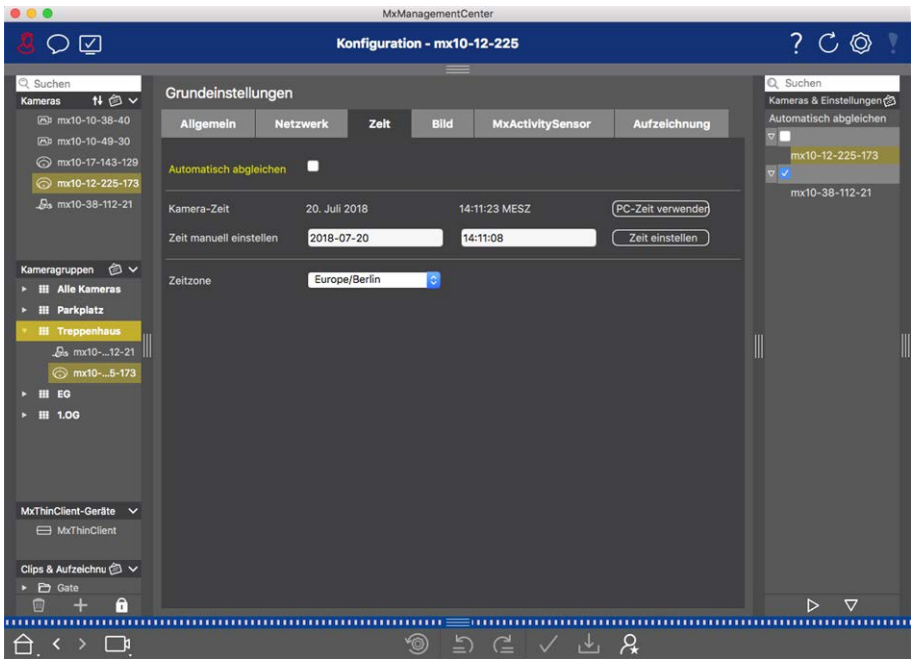 MxManagementCenter
Konfiguration - mx10-12-225
?
Suchen
Kameras
mx10-10-38-40
mx10-10-49-30
mx10-17-143-129
mx10-12-225-173
mx10-38-112-21
Kameragruppen
Alle Kameras
Parkplatz
Treppenhaus
mx10-...12-21
mx10-...5-173
EG
1.OG
MxThinClient-Geräte
MxThinClient
Clips & Aufzeichnu
Gate
Grundeinstellungen
Allgemein Netzwerk Zeit Bild MxActivitySensor Aufzeichnung
Automatisch abgleichen
Kamera-Zeit 20. Juli 2018 14:11:23 MESZ PC-Zeit verwenden
Zeit manuell einstellen 2018-07-20 14:11:08 Zeit einstellen
Zeitzone Europe/Berlin
Suchen
Kameras & Einstellungen
Automatisch abgleichen
mx10-12-225-173
mx10-38-112-21